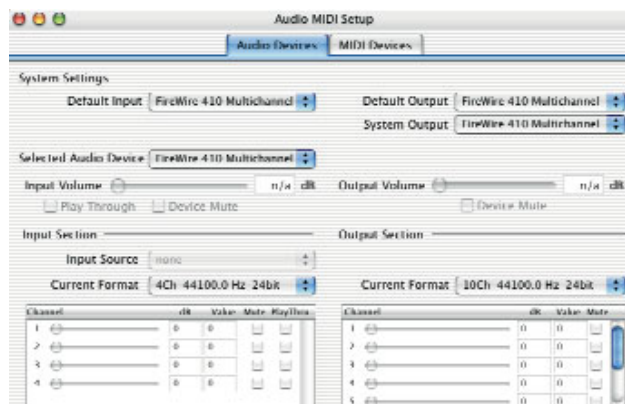 Audio MIDI Setup
Audio Devices MIDI Devices
System Settings
Default Input FireWire 410 Multichannel
Default Output FireWire 410 Multichannel
System Output FireWire 410 Multichannel
Selected Audio Device FireWire 410 Multichannel
Input Volume n/a dB
Output Volume n/a dB
Play Through Device Mute
Device Mute
Input Section
Output Section
Input Source none
Current Format 4Ch 44100.0 Hz 24bit
Current Format 10Ch 44100.0 Hz 24bit
Channel dB Value Mute PlayThru
Channel dB Value Mute
1 0 0
1 0 0
2 0 0
2 0 0
3 0 0
3 0 0
4 0 0
4 0 0
5 0 0